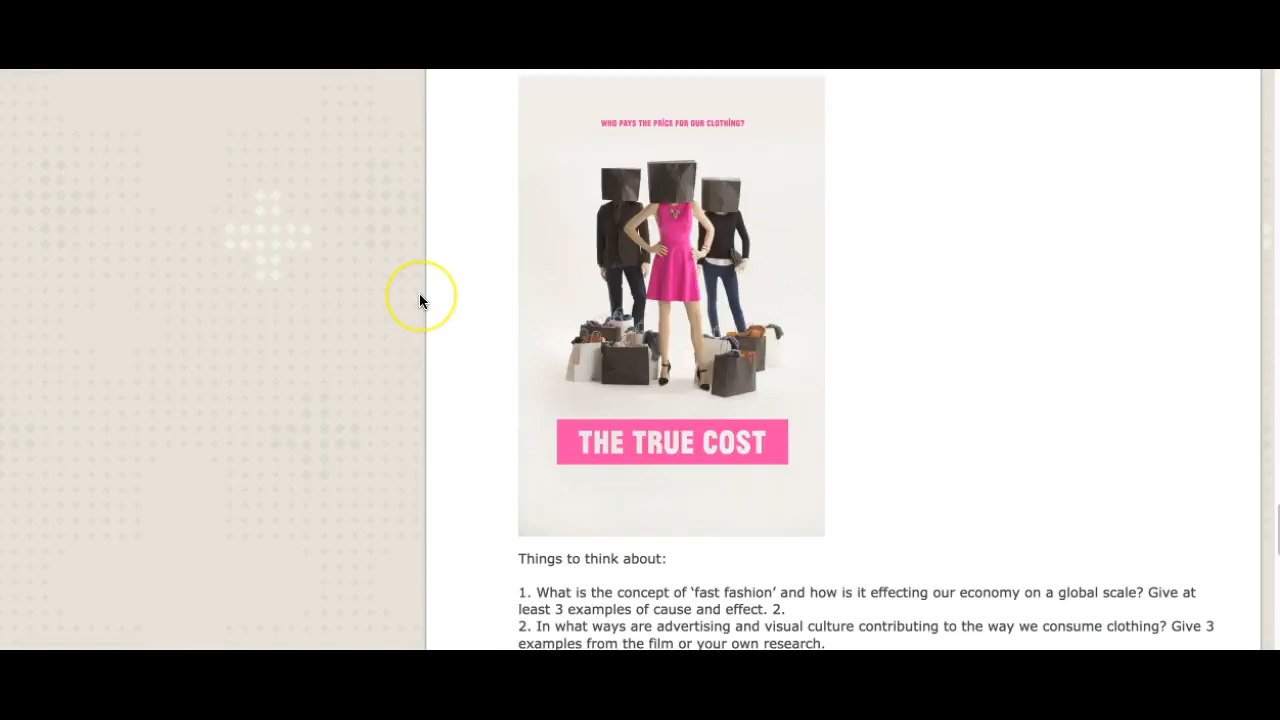 WHO PAYS THE PRICE FOR OUR CLOTHING?
THE TRUE COST
Things to think about:
1. What is the concept of ‘fast fashion’ and how is it effecting our economy on a global scale? Give at
least 3 examples of cause and effect. 2.
2. In what ways are advertising and visual culture contributing to the way we consume clothing? Give 3
examples from the film or your own research.